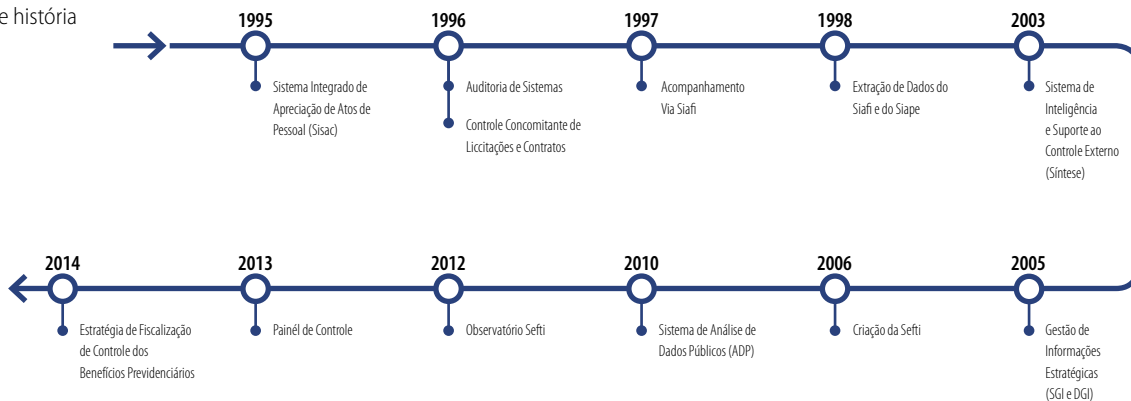 e história
1995
Sistema Integrado de
Apreciação de Atos de
Pessoal (Sisac)
1996
Auditoria de Sistemas
Controle Concomitante de
Liccitações e Contratos
1997
Acompanhamento
Via Siafi
1998
Extração de Dados do
Siafi e do Siape
2003
Sistema de
Inteligência
e Suporte ao
Controle Externo
(Síntese)
2014
Estratégia de Fiscalização
de Controle dos
Benefícios Previdenciários
2013
Painél de Controle
2012
Observatório Sefti
2010
Sistema de Análise de
Dados Públicos (ADP)
2006
Criação da Sefti
2005
Gestão de
Informações
Estratégicas
(SGI e DGI)